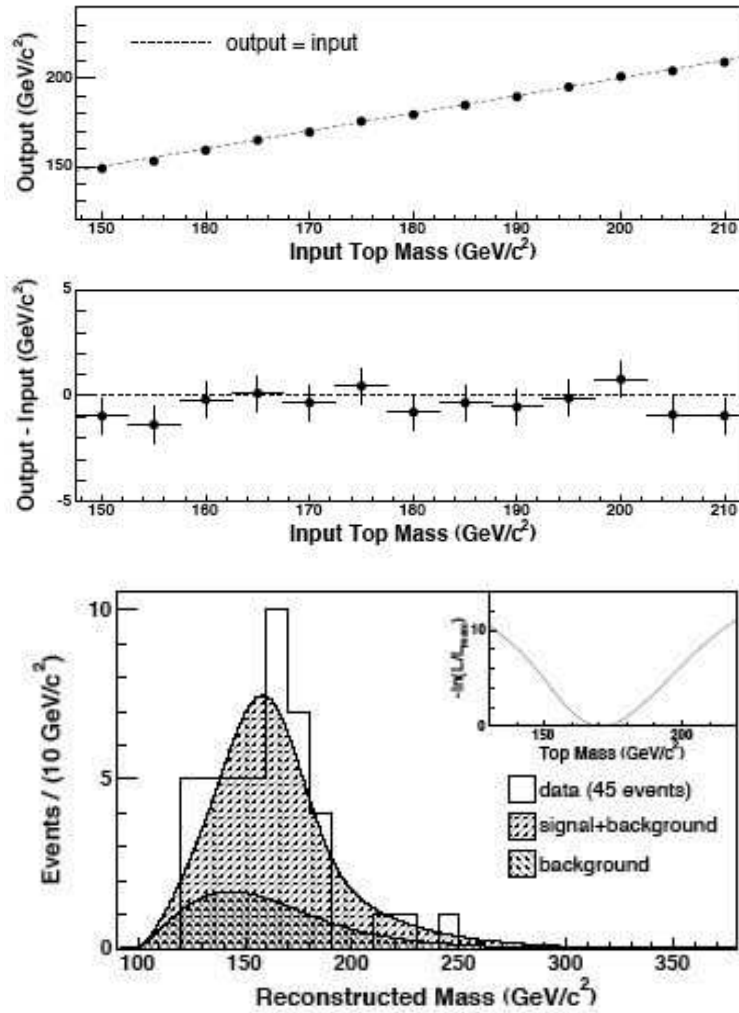 Output (GeV/c²)
200
150
output = input
150 160 170 180 190 200 210
Input Top Mass (GeV/c²)
Output - Input (GeV/c²)
5
0
-5
150 160 170 180 190 200 210
Input Top Mass (GeV/c²)
Events / (10 GeV/c²)
10
5
0
100 150 200 250 300 350
Reconstructed Mass (GeV/c²)
-ln(L/Lmax)
10
0
150 200
Top Mass (GeV/c²)
data (45 events)
signal+background
background